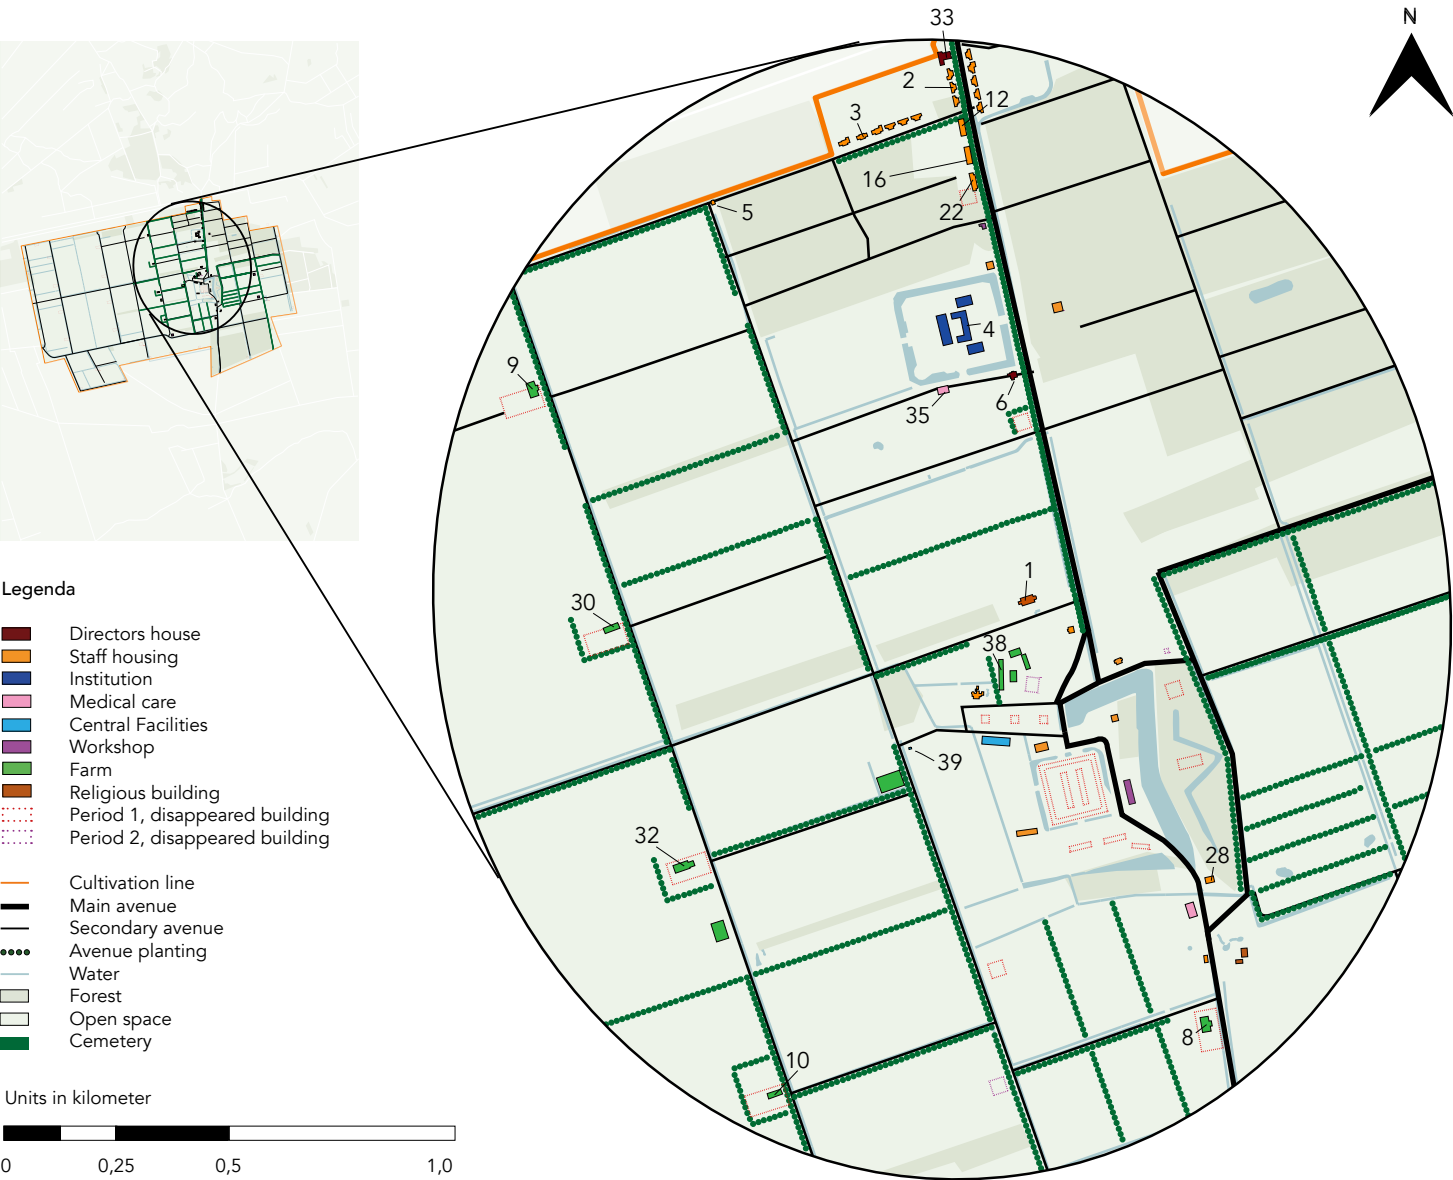 N
33
2
12
3
16
5
22
4
9
6
35
1
30
38
39
32
28
8
10
Legenda
Directors house
Staff housing
Institution
Medical care
Central Facilities
Workshop
Farm
Religious building
Period 1, disappeared building
Period 2, disappeared building
Cultivation line
Main avenue
Secondary avenue
Avenue planting
Water
Forest
Open space
Cemetery
Units in kilometer
0 0,25 0,5 1,0